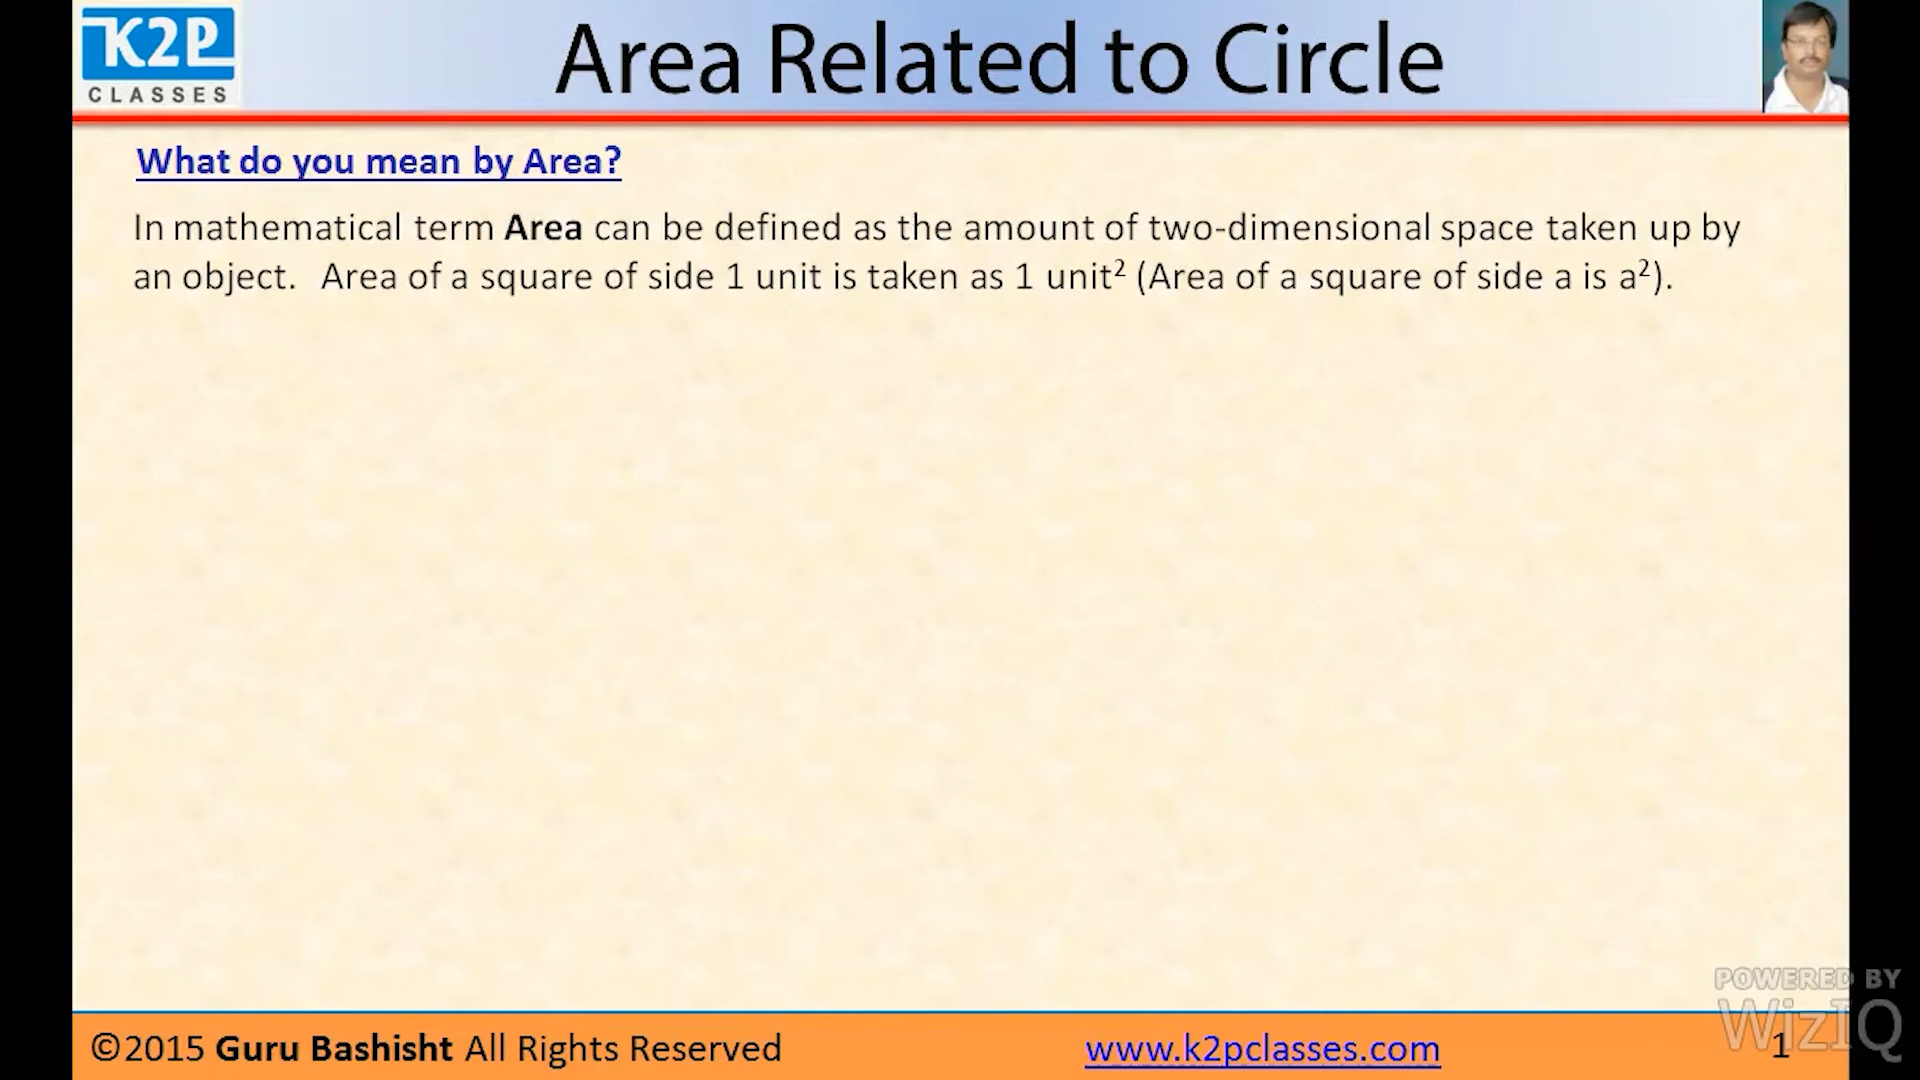 K2P
CLASSES
Area Related to Circle
What do you mean by Area?
In mathematical term Area can be defined as the amount of two-dimensional space taken up by
an object. Area of a square of side 1 unit is taken as 1 unit² (Area of a square of side a is a²).
POWERED BY
WizIQ
©2015 Guru Bashisht All Rights Reserved
www.k2pclasses.com
1